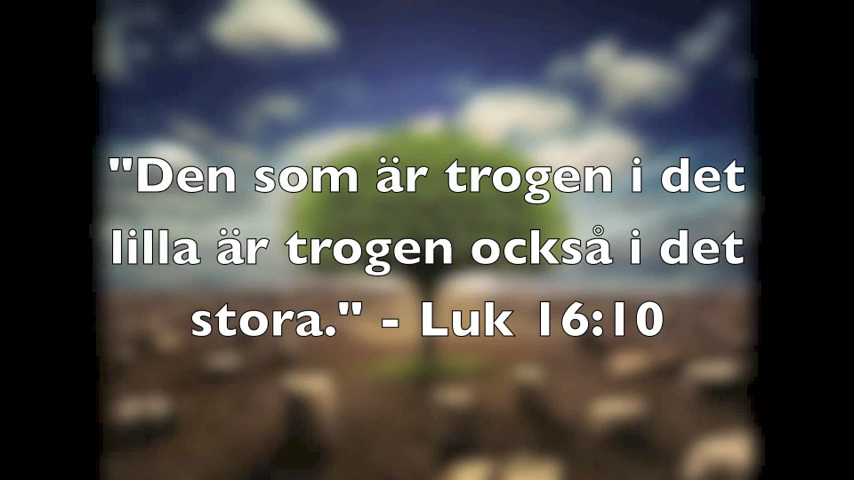 "Den som är trogen i det
lilla är trogen också i det
stora." - Luk 16:10